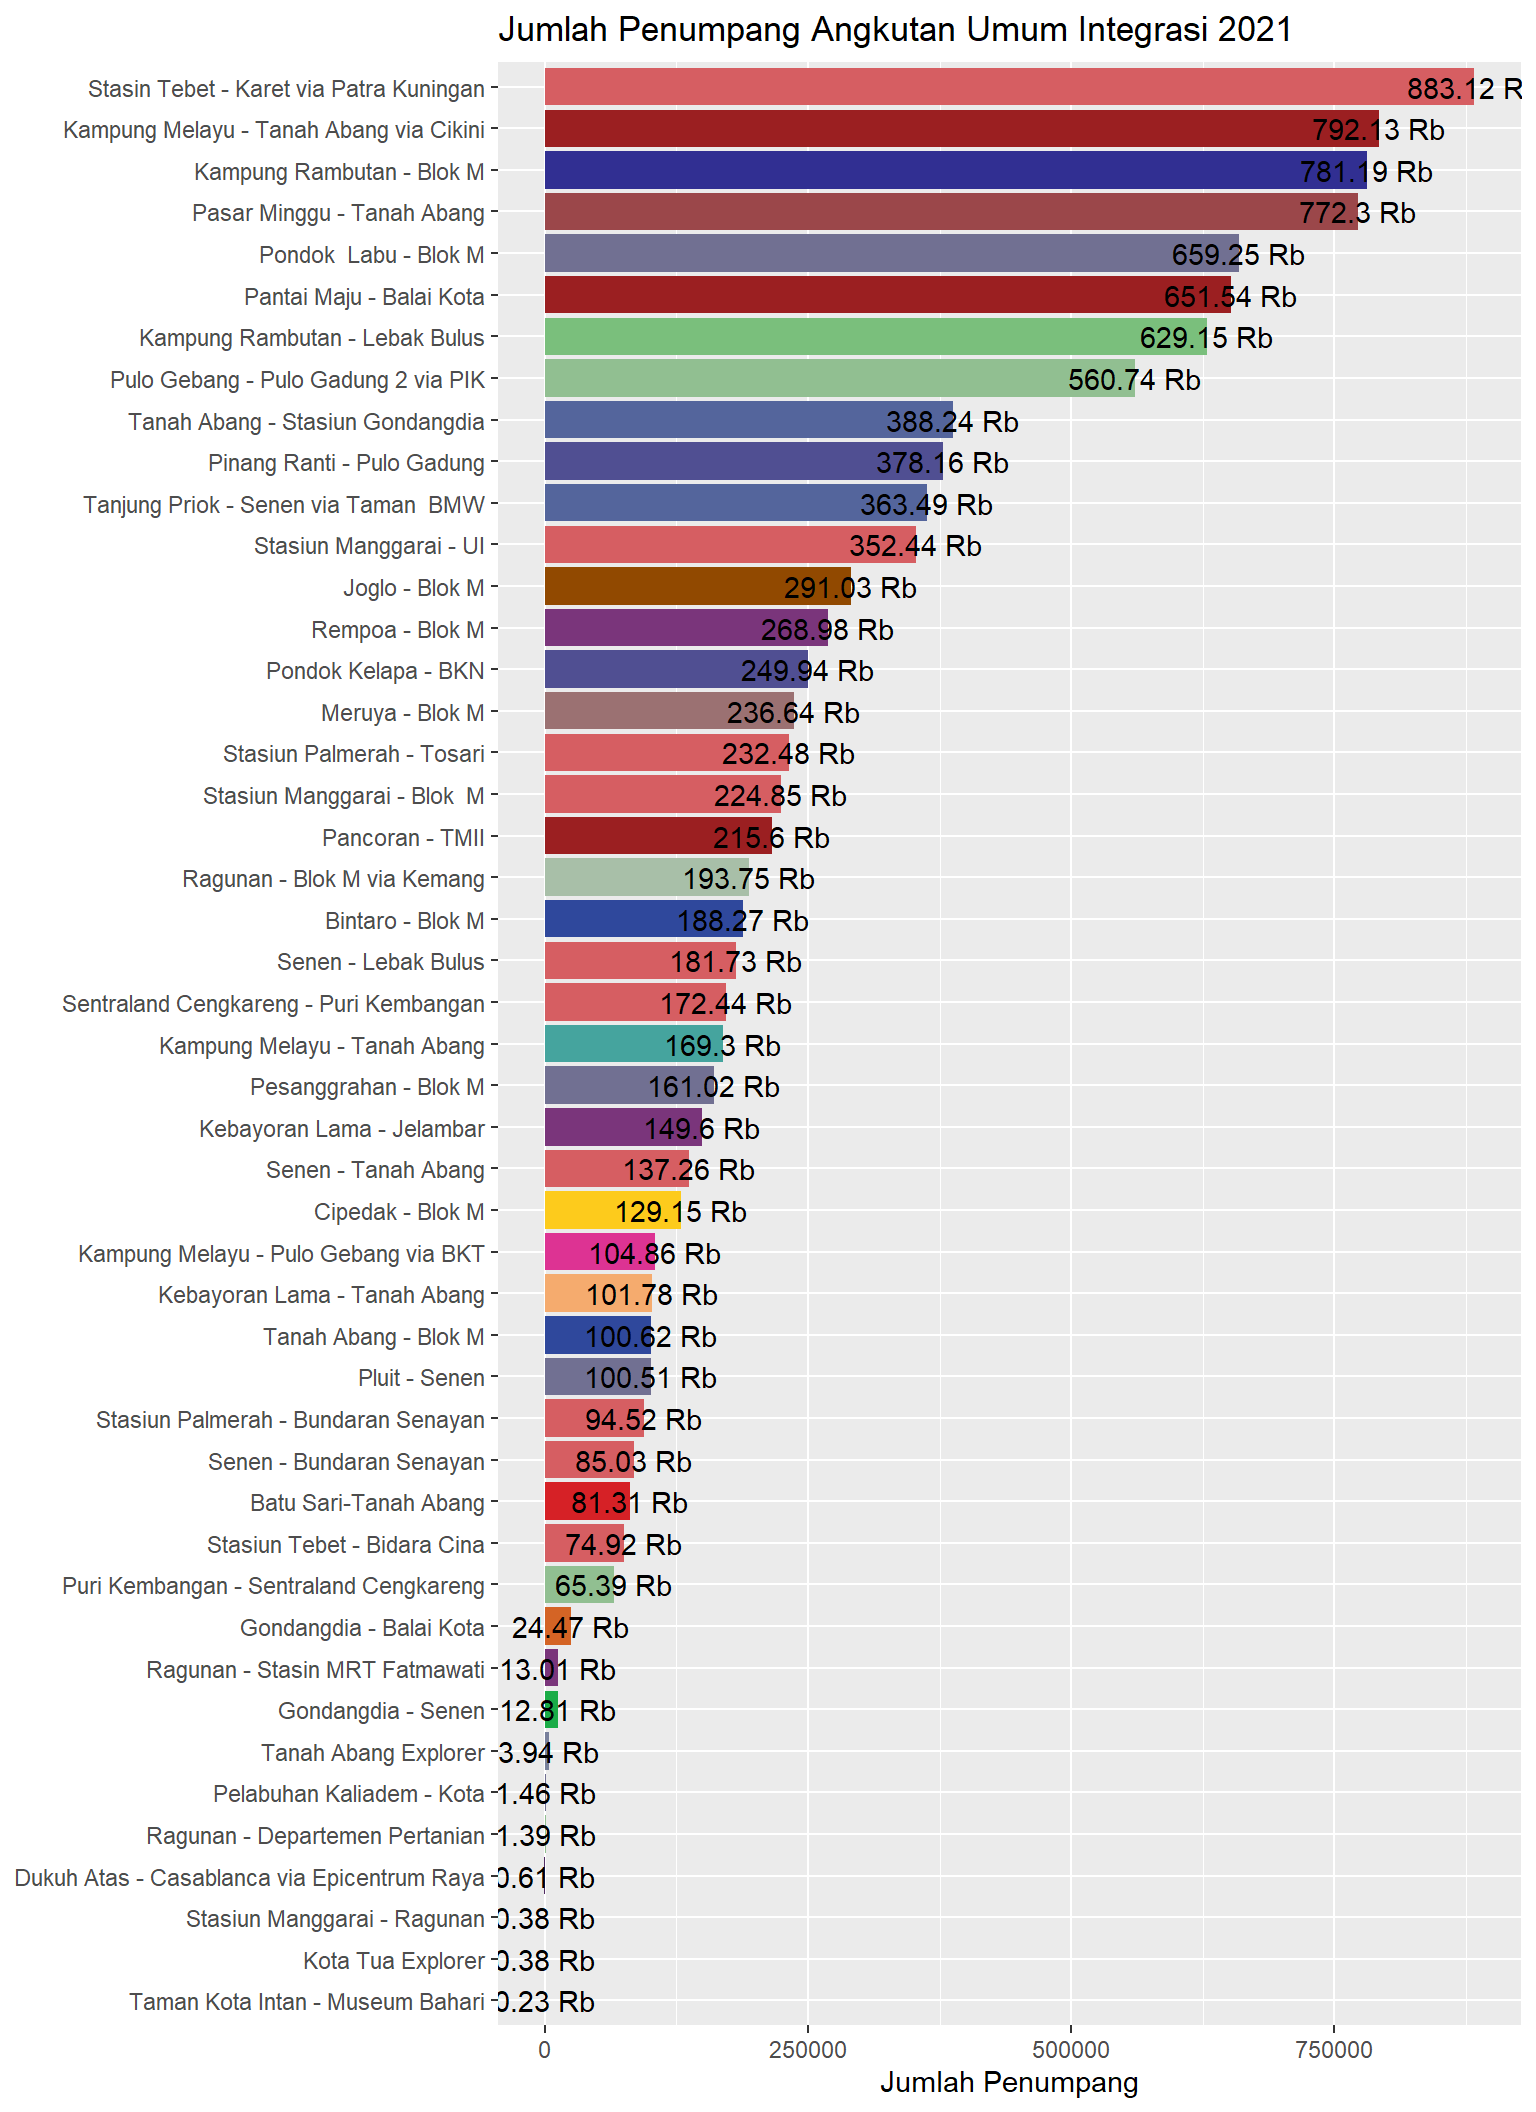 Jumlah Penumpang Angkutan Umum Integrasi 2021
Stasin Tebet - Karet via Patra Kuningan 883.12 R
Kampung Melayu - Tanah Abang via Cikini 792.13 Rb
Kampung Rambutan - Blok M 781.19 Rb
Pasar Minggu - Tanah Abang 772.3 Rb
Pondok  Labu - Blok M 659.25 Rb
Pantai Maju - Balai Kota 651.54 Rb
Kampung Rambutan - Lebak Bulus 629.15 Rb
Pulo Gebang - Pulo Gadung 2 via PIK 560.74 Rb
Tanah Abang - Stasiun Gondangdia 388.24 Rb
Pinang Ranti - Pulo Gadung 378.16 Rb
Tanjung Priok - Senen via Taman  BMW 363.49 Rb
Stasiun Manggarai - UI 352.44 Rb
Joglo - Blok M 291.03 Rb
Rempoa - Blok M 268.98 Rb
Pondok Kelapa - BKN 249.94 Rb
Meruya - Blok M 236.64 Rb
Stasiun Palmerah - Tosari 232.48 Rb
Stasiun Manggarai - Blok  M 224.85 Rb
Pancoran - TMII 215.6 Rb
Ragunan - Blok M via Kemang 193.75 Rb
Bintaro - Blok M 188.27 Rb
Senen - Lebak Bulus 181.73 Rb
Sentraland Cengkareng - Puri Kembangan 172.44 Rb
Kampung Melayu - Tanah Abang 169.3 Rb
Pesanggrahan - Blok M 161.02 Rb
Kebayoran Lama - Jelambar 149.6 Rb
Senen - Tanah Abang 137.26 Rb
Cipedak - Blok M 129.15 Rb
Kampung Melayu - Pulo Gebang via BKT 104.86 Rb
Kebayoran Lama - Tanah Abang 101.78 Rb
Tanah Abang - Blok M 100.62 Rb
Pluit - Senen 100.51 Rb
Stasiun Palmerah - Bundaran Senayan 94.52 Rb
Senen - Bundaran Senayan 85.03 Rb
Batu Sari-Tanah Abang 81.31 Rb
Stasiun Tebet - Bidara Cina 74.92 Rb
Puri Kembangan - Sentraland Cengkareng 65.39 Rb
Gondangdia - Balai Kota 24.47 Rb
Ragunan - Stasin MRT Fatmawati 13.01 Rb
Gondangdia - Senen 12.81 Rb
Tanah Abang Explorer 3.94 Rb
Pelabuhan Kaliadem - Kota 1.46 Rb
Ragunan - Departemen Pertanian 1.39 Rb
Dukuh Atas - Casablanca via Epicentrum Raya 0.61 Rb
Stasiun Manggarai - Ragunan 0.38 Rb
Kota Tua Explorer 0.38 Rb
Taman Kota Intan - Museum Bahari 0.23 Rb
0 250000 500000 750000
Jumlah Penumpang